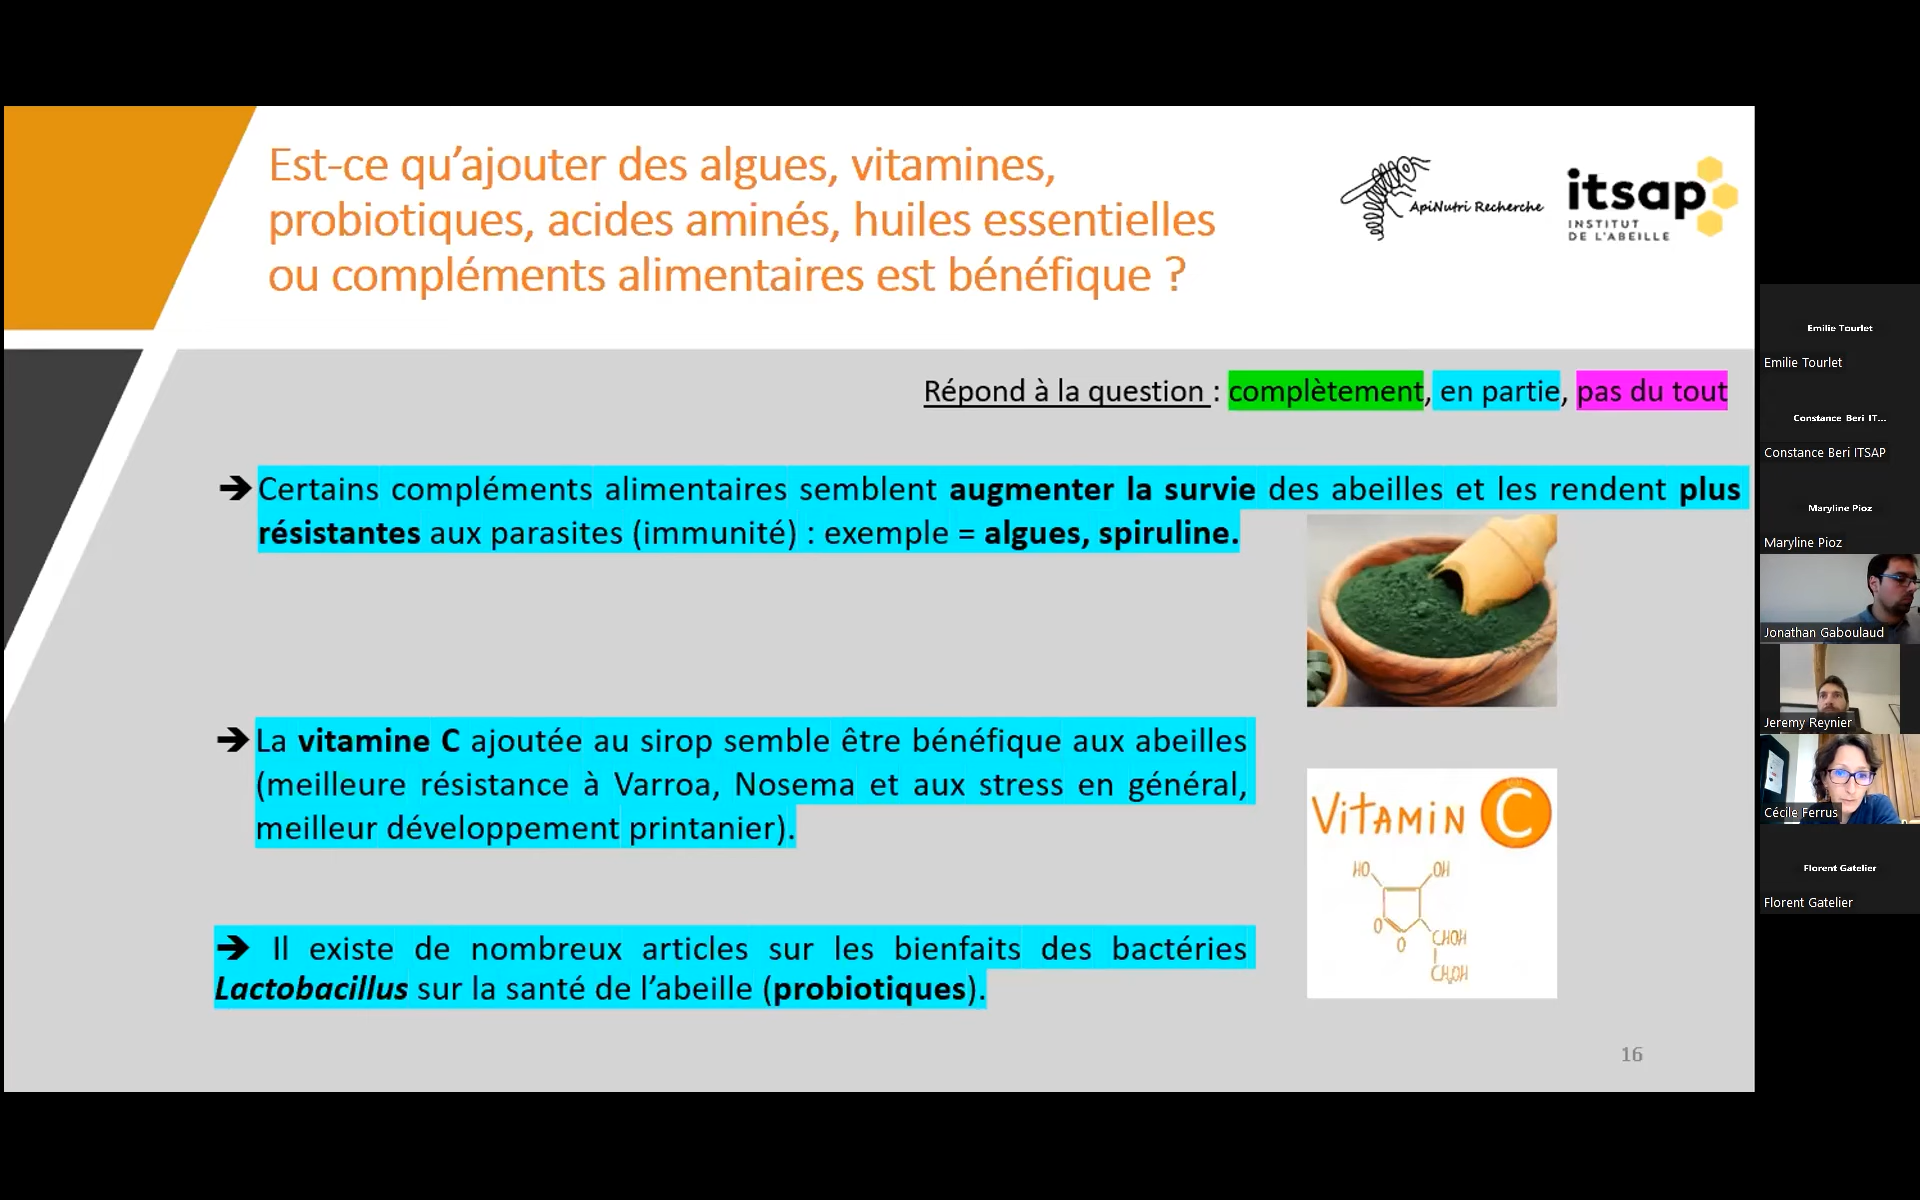 Est-ce qu’ajouter des algues, vitamines,
probiotiques, acides aminés, huiles essentielles
ou compléments alimentaires est bénéfique ?
ApiNutri Recherche
itsap
INSTITUT
DE L'ABEILLE
Répond à la question : complètement, en partie, pas du tout
➔ Certains compléments alimentaires semblent augmenter la survie des abeilles et les rendent plus
résistantes aux parasites (immunité) : exemple = algues, spiruline.
➔ La vitamine C ajoutée au sirop semble être bénéfique aux abeilles
(meilleure résistance à Varroa, Nosema et aux stress en général,
meilleur développement printanier).
➔ Il existe de nombreux articles sur les bienfaits des bactéries
Lactobacillus sur la santé de l’abeille (probiotiques).
VITAMIN C
HO OH
O
O
CHOH
CH₂OH
16
Emilie Tourlet
Emilie Tourlet
Constance Beri IT...
Constance Beri ITSAP
Maryline Pioz
Maryline Pioz
Jonathan Gaboulaud
Jeremy Reynier
Cécile Ferrus
Florent Gatelier
Florent Gatelier